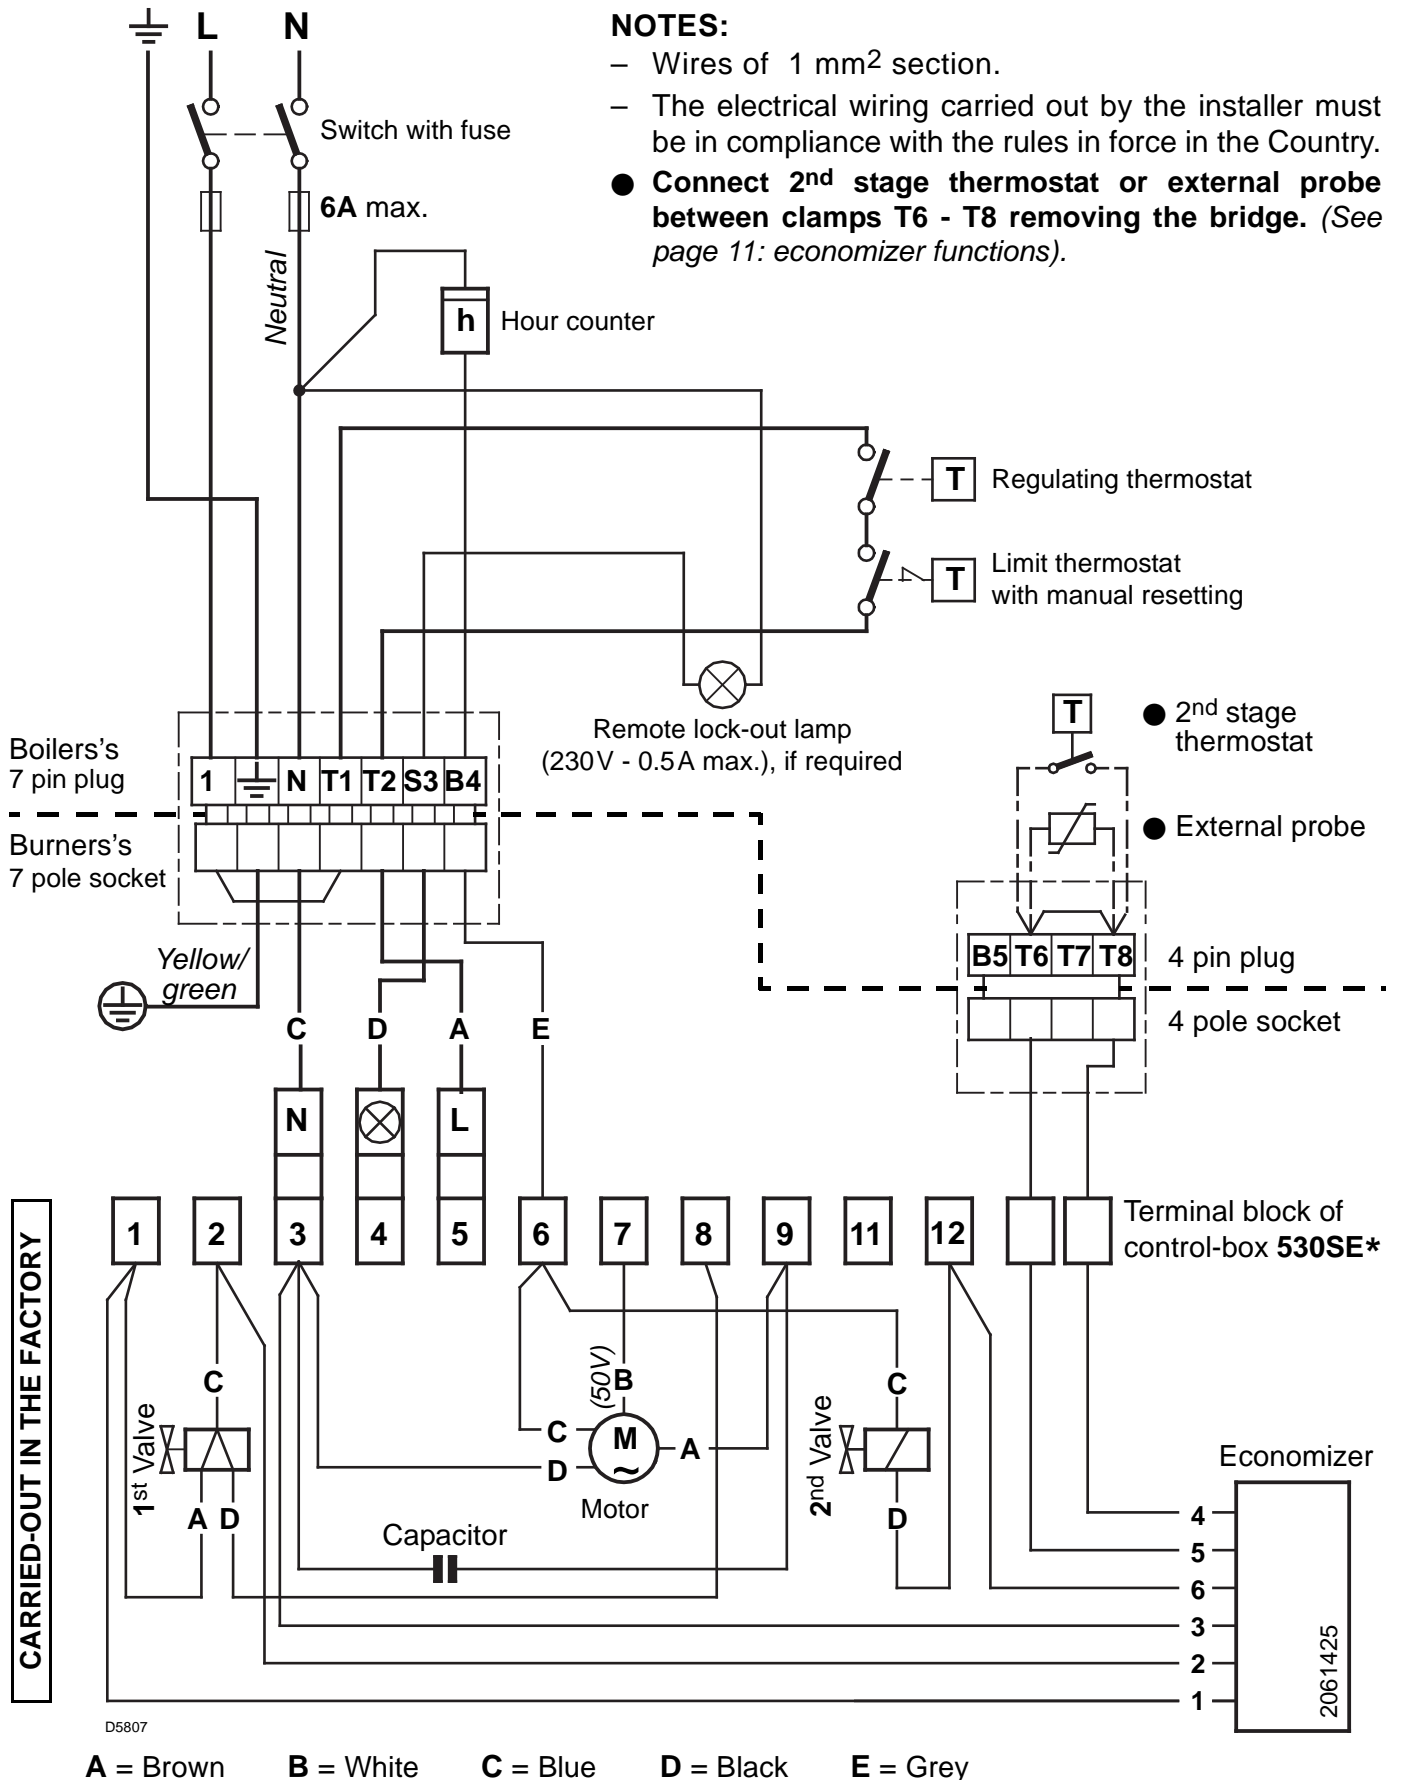 L N
NOTES:
– Wires of 1 mm2 section.
– The electrical wiring carried out by the installer must
be in compliance with the rules in force in the Country.
● Connect 2nd stage thermostat or external probe
between clamps T6 - T8 removing the bridge. (See
page 11: economizer functions).
Switch with fuse
6A max.
Neutral
h Hour counter
T Regulating thermostat
T Limit thermostat
with manual resetting
Remote lock-out lamp
(230V - 0.5A max.), if required
T ● 2nd stage
thermostat
● External probe
Boilers's
7 pin plug
1 N T1 T2 S3 B4
Burners's
7 pole socket
Yellow/
green
B5 T6 T7 T8 4 pin plug
4 pole socket
C D A E
N L
1 2 3 4 5 6 7 8 9 11 12
Terminal block of
control-box 530SE*
CARRIED-OUT IN THE FACTORY
1st Valve
C
A D
(50V)
B
C
D
M
~
A
Motor
Capacitor
2nd Valve
C
D
Economizer
4
5
6
3
2
1
2061425
D5807
A = Brown B = White C = Blue D = Black E = Grey